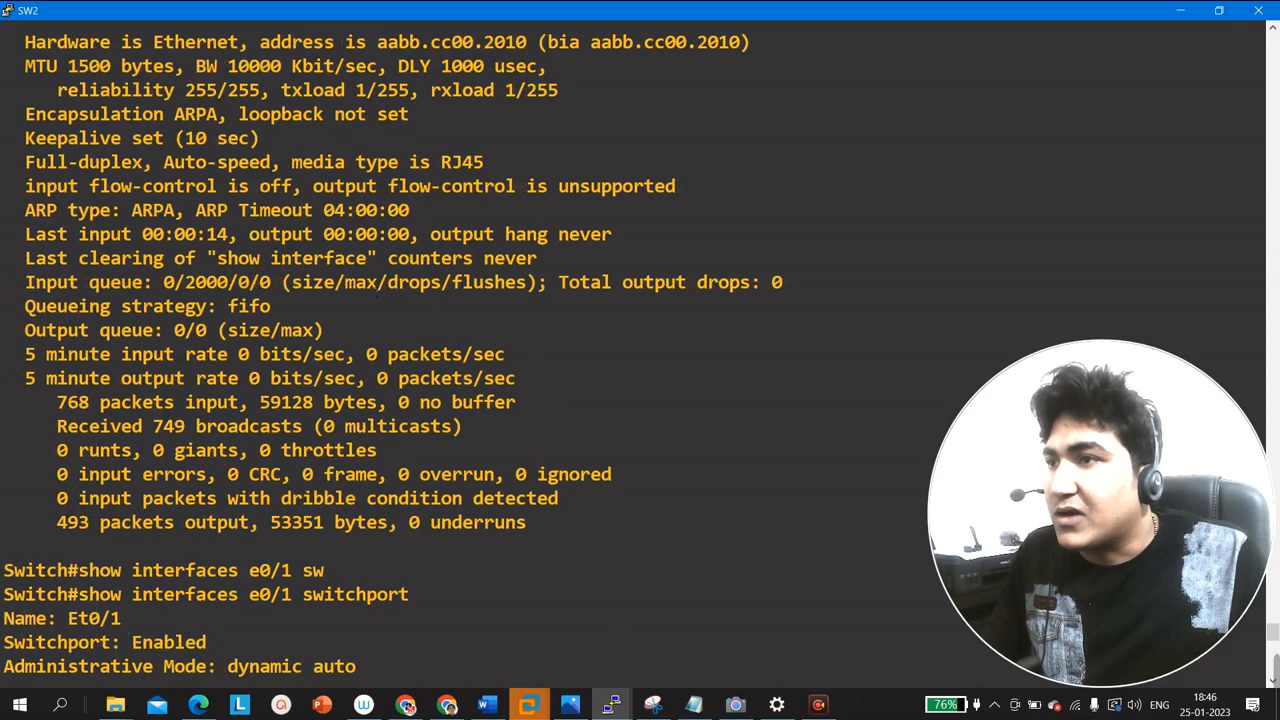 SW2
Hardware is Ethernet, address is aabb.cc00.2010 (bia aabb.cc00.2010)
MTU 1500 bytes, BW 10000 Kbit/sec, DLY 1000 usec,
reliability 255/255, txload 1/255, rxload 1/255
Encapsulation ARPA, loopback not set
Keepalive set (10 sec)
Full-duplex, Auto-speed, media type is RJ45
input flow-control is off, output flow-control is unsupported
ARP type: ARPA, ARP Timeout 04:00:00
Last input 00:00:14, output 00:00:00, output hang never
Last clearing of "show interface" counters never
Input queue: 0/2000/0/0 (size/max/drops/flushes); Total output drops: 0
Queueing strategy: fifo
Output queue: 0/0 (size/max)
5 minute input rate 0 bits/sec, 0 packets/sec
5 minute output rate 0 bits/sec, 0 packets/sec
768 packets input, 59128 bytes, 0 no buffer
Received 749 broadcasts (0 multicasts)
0 runts, 0 giants, 0 throttles
0 input errors, 0 CRC, 0 frame, 0 overrun, 0 ignored
0 input packets with dribble condition detected
493 packets output, 53351 bytes, 0 underruns
Switch#show interfaces e0/1 sw
Switch#show interfaces e0/1 switchport
Name: Et0/1
Switchport: Enabled
Administrative Mode: dynamic auto
76%
ENG
18:46
25-01-2023